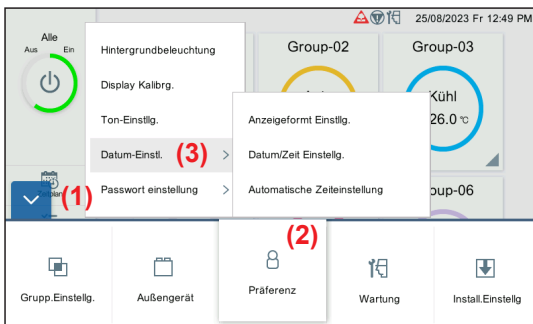 25/08/2023 Fr 12:49 PM
Alle
Aus Ein
Group-02
Group-03
Kühl
26.0 °C
Hintergrundbeleuchtung
Display Kalibrg.
Ton-Einstllg.
Datum-Einstl. (3) >
Passwort einstellung >
Anzeigeformt Einstllg.
Datum/Zeit Einstellg.
Automatische Zeiteinstellung
(1)
oup-06
(2)
Grupp.Einstellg.
Außengerät
Präferenz
Wartung
Install.Einstellg